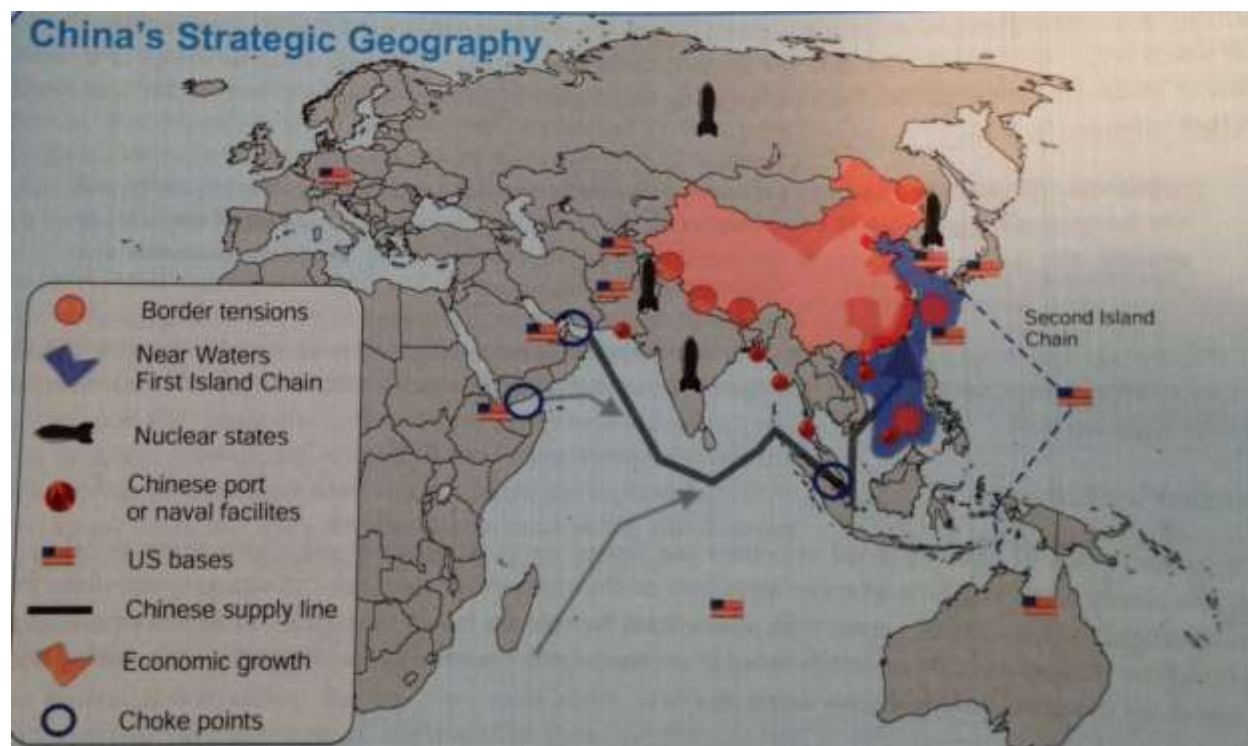 China's Strategic Geography
Border tensions
Near Waters
First Island Chain
Nuclear states
Chinese port
or naval facilites
US bases
Chinese supply line
Economic growth
Choke points
Second Island
Chain